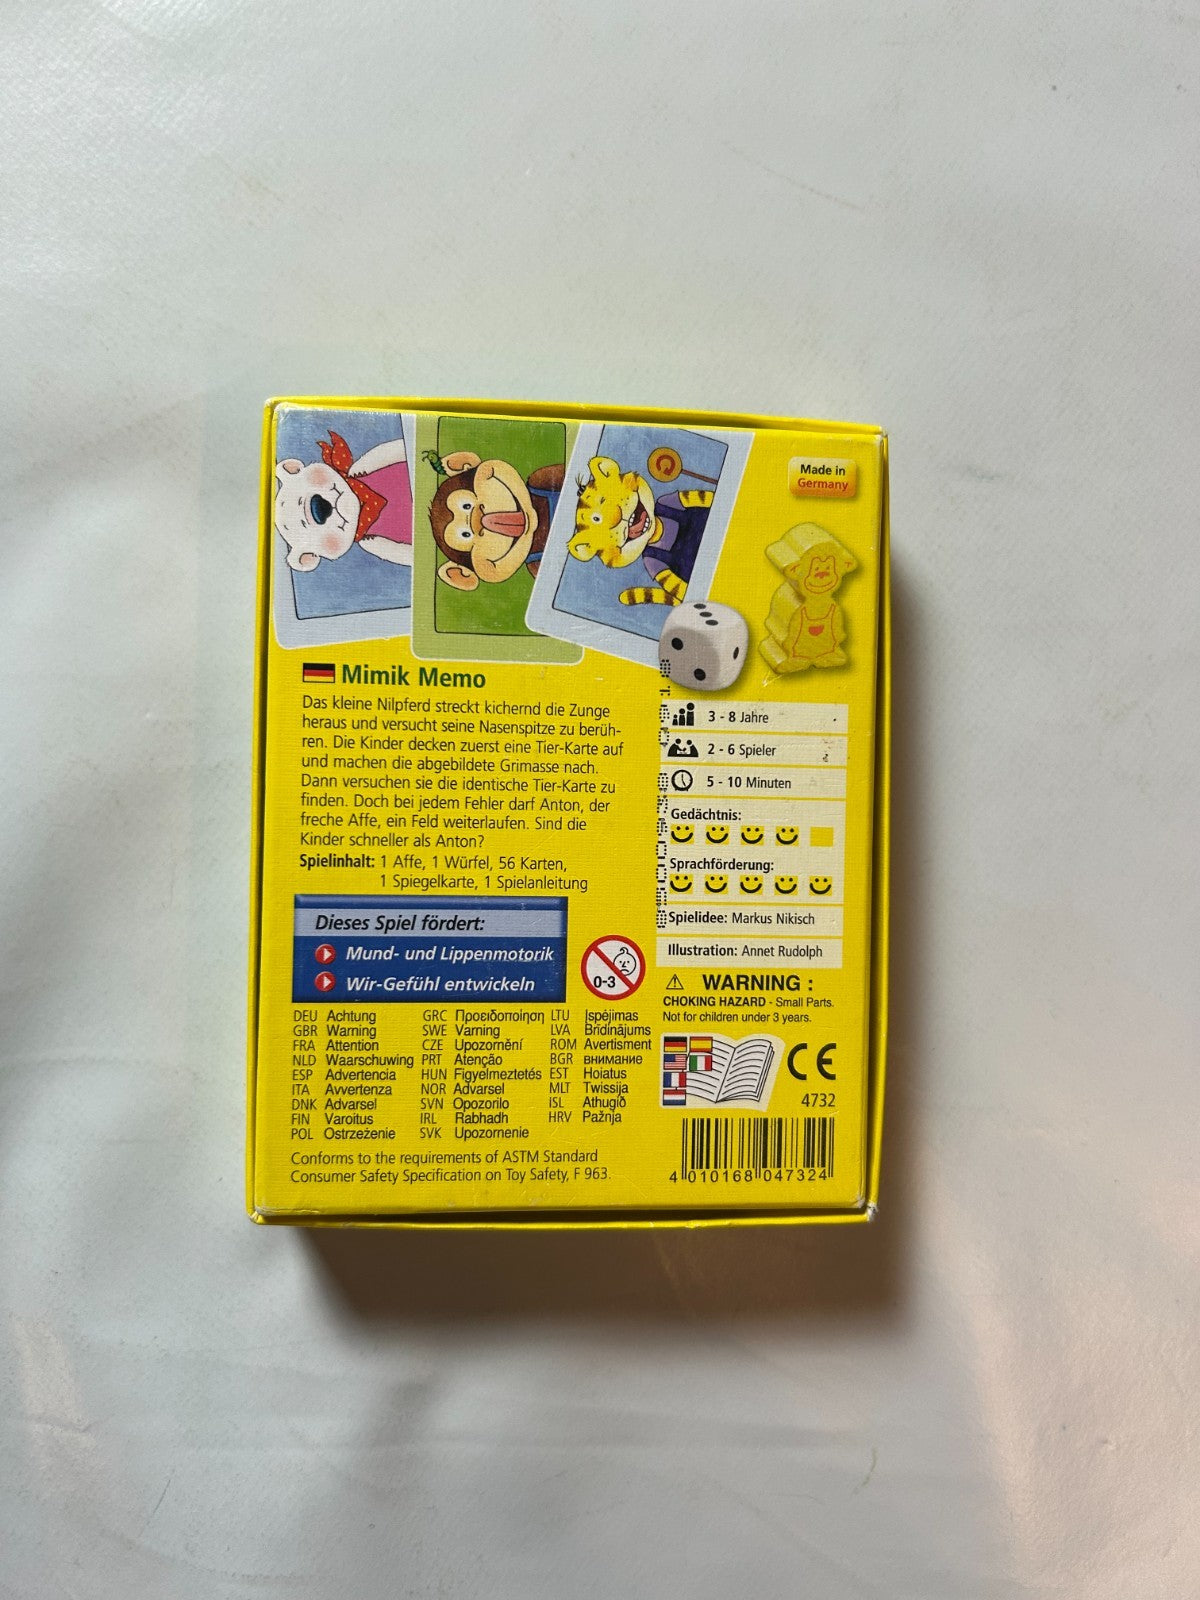 Made in
Germany
Mimik Memo
Das kleine Nilpferd streckt kichernd die Zunge
heraus und versucht seine Nasenspitze zu berüh-
ren. Die Kinder decken zuerst eine Tier-Karte auf
und machen die abgebildete Grimasse nach.
Dann versuchen sie die identische Tier-Karte zu
finden. Doch bei jedem Fehler darf Anton, der
freche Affe, ein Feld weiterlaufen. Sind die
Kinder schneller als Anton?
Spielinhalt: 1 Affe, 1 Würfel, 56 Karten,
1 Spiegelkarte, 1 Spielanleitung
Dieses Spiel fördert:
Mund- und Lippenmotorik
Wir-Gefühl entwickeln
0-3
3 - 8 Jahre
2 - 6 Spieler
5 - 10 Minuten
Gedächtnis:
Sprachförderung:
Spielidee: Markus Nikisch
Illustration: Annet Rudolph
WARNING :
CHOKING HAZARD - Small Parts.
Not for children under 3 years.
DEU Achtung
GBR Warning
FRA Attention
NLD Waarschuwing
ESP Advertencia
ITA Avvertenza
DNK Advarsel
FIN Varoitus
POL Ostrzeżenie
GRC Προειδοποίηση
SWE Varning
CZE Upozornění
PRT Atenção
HUN Figyelmeztetés
NOR Advarsel
SVN Opozorilo
IRL Rabhadh
SVK Upozornenie
LTU Įspėjimas
LVA Brīdinājums
ROM Avertisment
BGR внимание
EST Hoiatus
MLT Twissija
ISL Athugið
HRV Pažnja
Conforms to the requirements of ASTM Standard
Consumer Safety Specification on Toy Safety, F 963.
CE
4732
4 010168 047324